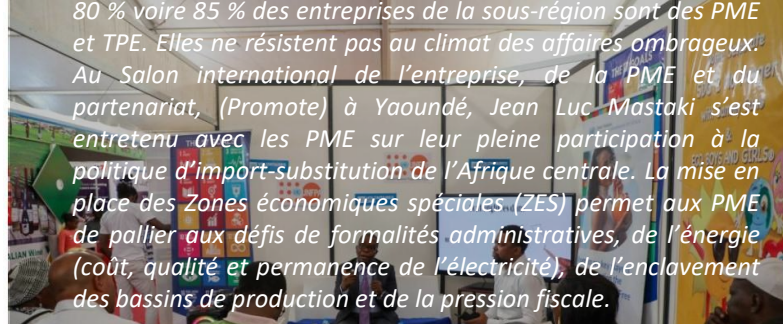 80 % voire 85 % des entreprises de la sous-région sont des PME
et TPE. Elles ne résistent pas au climat des affaires ombrageux.
Au Salon international de l’entreprise, de la PME et du
partenariat, (Promote) à Yaoundé, Jean Luc Mastaki s’est
entretenu avec les PME sur leur pleine participation à la
politique d’import-substitution de l’Afrique centrale. La mise en
place des Zones économiques spéciales (ZES) permet aux PME
de pallier aux défis de formalités administratives, de l’énergie
(coût, qualité et permanence de l’électricité), de l’enclavement
des bassins de production et de la pression fiscale.